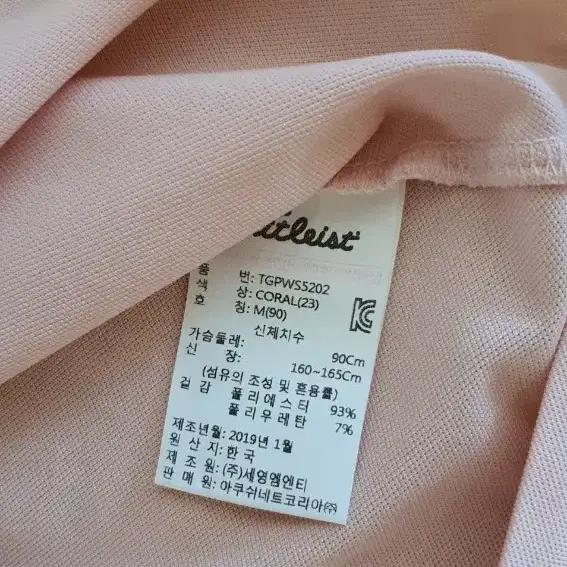 Titleist
품 번: TGPWS5202
색 상: CORAL(23)
호 칭: M(90)
신체치수
가슴둘레: 90Cm
신 장: 160~165Cm
(섬유의 조성 및 혼용률)
겉 감 폴리에스터 93%
폴리우레탄 7%
제조년월: 2019년 1월
원 산 지: 한국
제 조 원: (주)세영엠엔티
판 매 원: 아쿠쉬네트코리아(주)